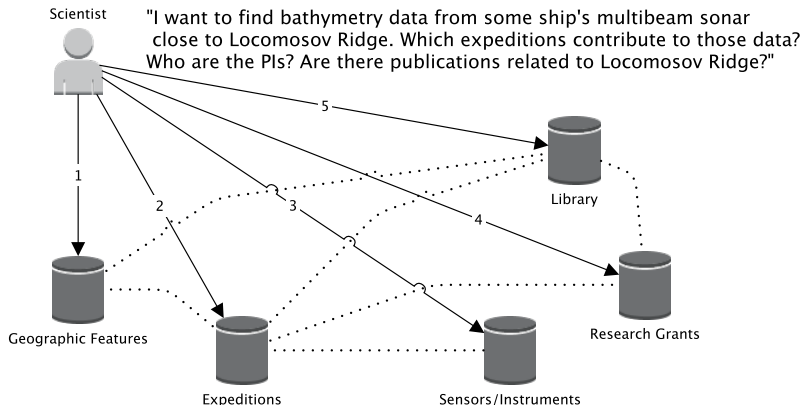 Scientist
"I want to find bathymetry data from some ship's multibeam sonar
close to Locomosov Ridge. Which expeditions contribute to those data?
Who are the PIs? Are there publications related to Locomosov Ridge?"
5
1
2
3
4
Library
Geographic Features
Research Grants
Expeditions
Sensors/Instruments